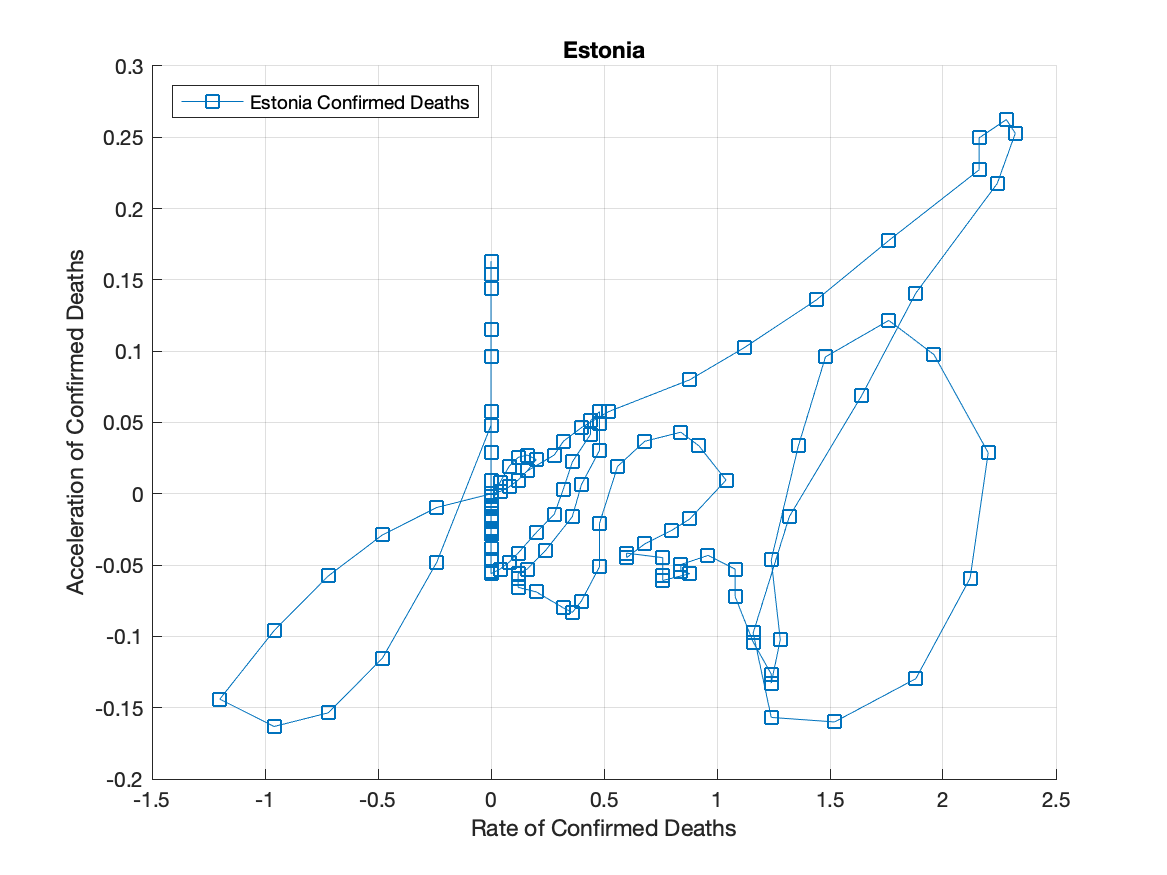 Estonia
Estonia Confirmed Deaths
0.3
0.25
0.2
0.15
0.1
0.05
0
-0.05
-0.1
-0.15
-0.2
Acceleration of Confirmed Deaths
-1.5 -1 -0.5 0 0.5 1 1.5 2 2.5
Rate of Confirmed Deaths